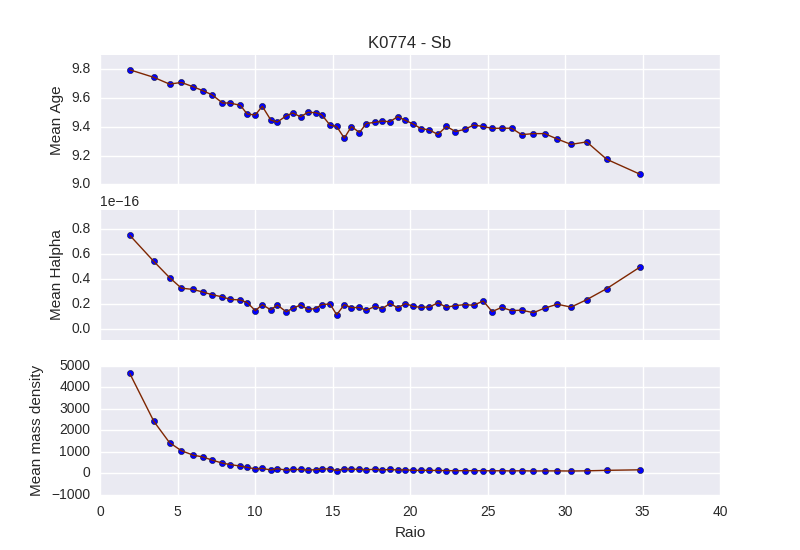 K0774 - Sb
9.8
9.6
9.4
9.2
9.0
Mean Age
1e−16
0.8
0.6
0.4
0.2
0.0
Mean Halpha
5000
4000
3000
2000
1000
0
−1000
Mean mass density
0 5 10 15 20 25 30 35 40
Raio